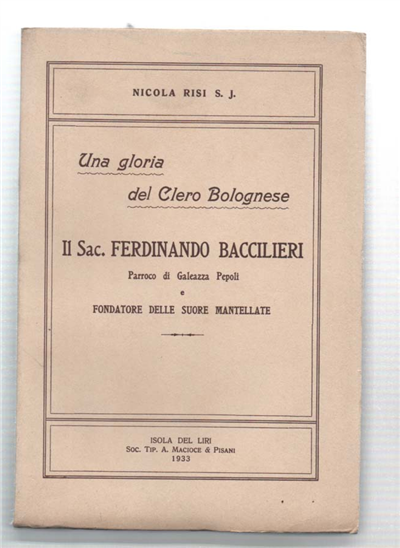 NICOLA RISI S. J.
Una gloria
del Clero Bolognese
Il Sac. FERDINANDO BACCILIERI
Parroco di Galeazza Pepoli
e
FONDATORE DELLE SUORE MANTELLATE
ISOLA DEL LIRI
SOC. TIP. A. MACIOCE & PISANI
1933